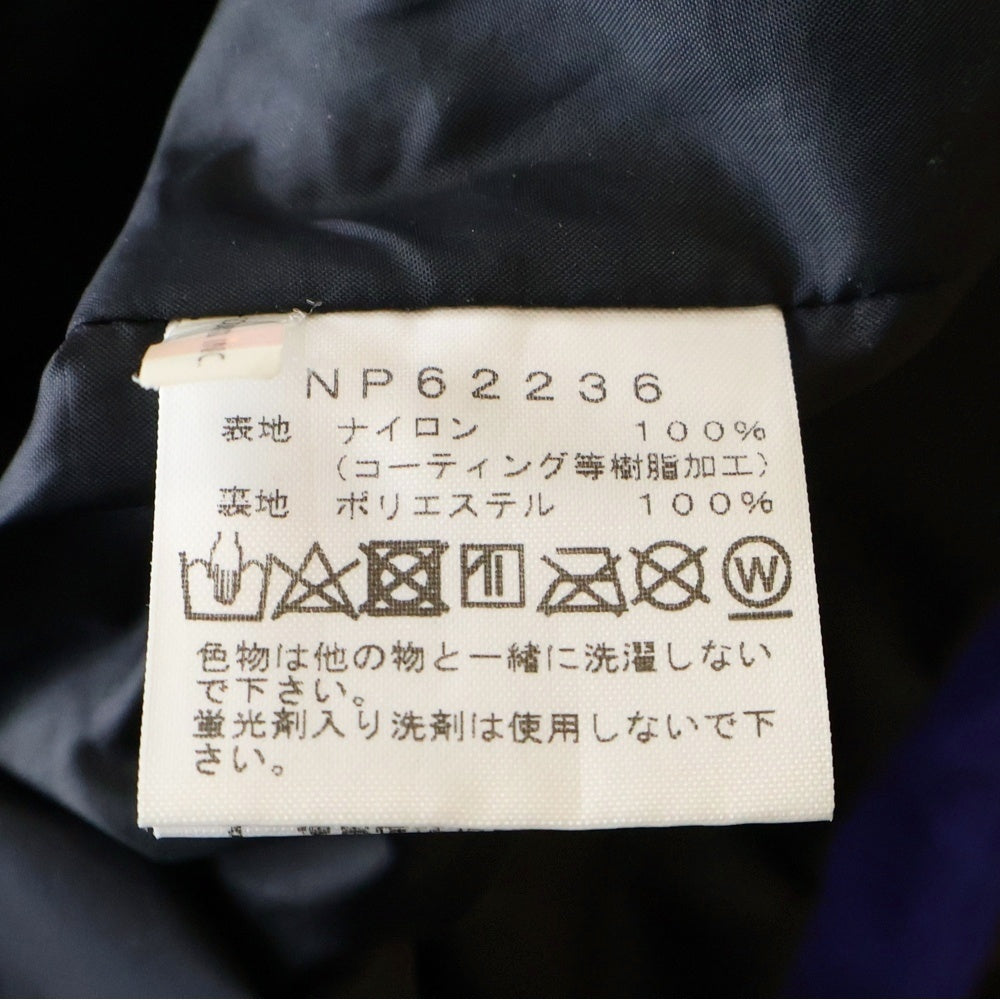 NP62236
表地 ナイロン 100%
(コーティング等樹脂加工)
裏地 ポリエステル 100%
W
色物は他の物と一緒に洗濯しない
で下さい。
蛍光剤入り洗剤は使用しないで下
さい。